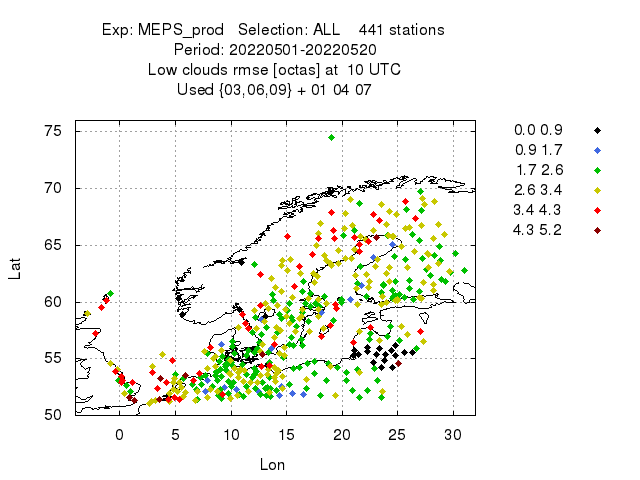 Exp: MEPS_prod Selection: ALL 441 stations
Period: 20220501-20220520
Low clouds rmse [octas] at 10 UTC
Used {03,06,09} + 01 04 07
75
70
65
60
55
50
Lat
0 5 10 15 20 25 30
Lon
0.0 0.9
0.9 1.7
1.7 2.6
2.6 3.4
3.4 4.3
4.3 5.2